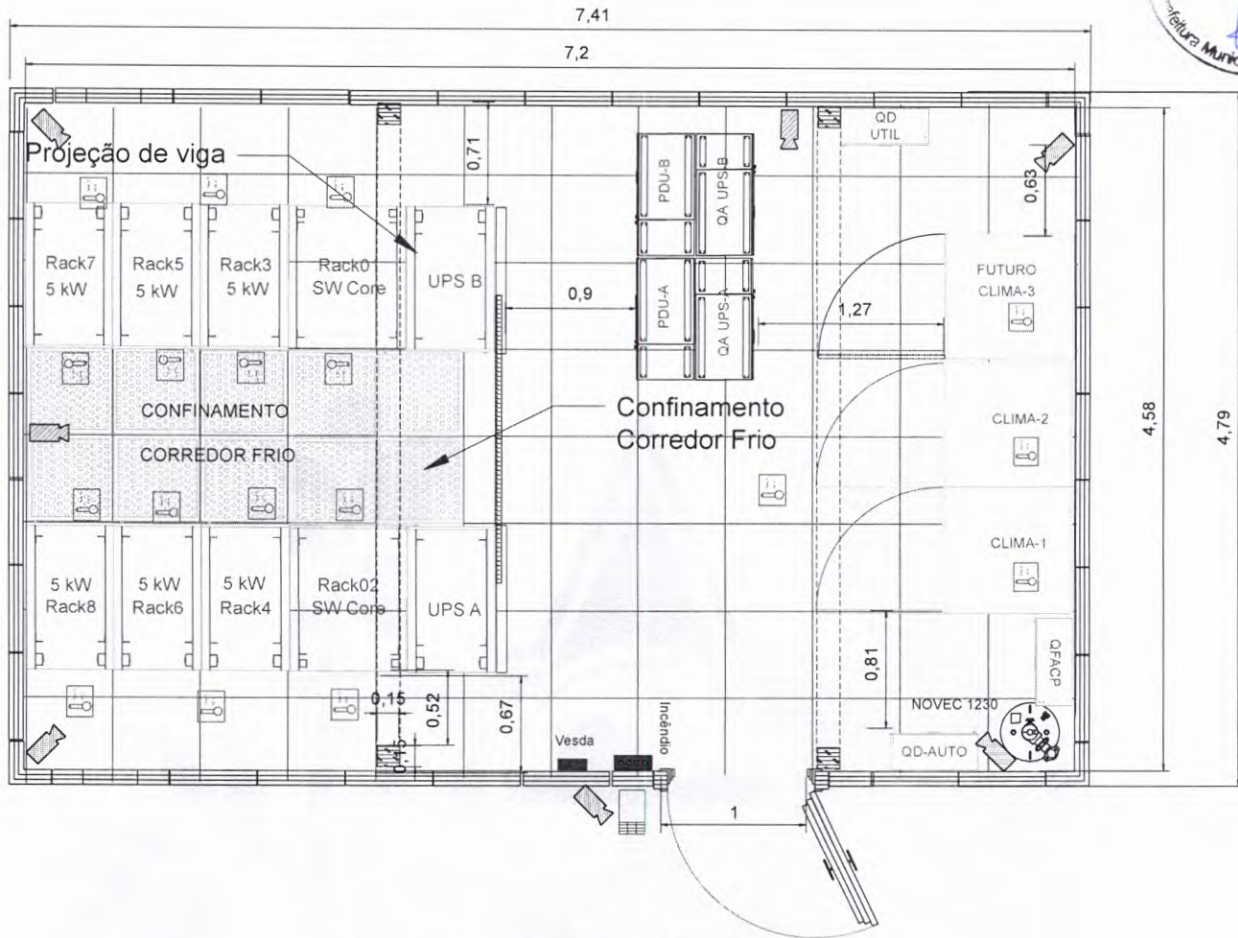 7,41
7,2
efeitura Munic
Projeção de viga
0,71
PDU-B
QA UPS-B
QD
UTIL
0,63
Rack7
5 kW
Rack5
5 kW
Rack3
5 kW
Rack01
SW Core
UPS B
0,9
PDU-A
QA UPS-A
1,27
FUTURO
CLIMA-3
CONFINAMENTO
CORREDOR FRIO
Confinamento
Corredor Frio
CLIMA-2
4,58
4,79
CLIMA-1
5 kW
Rack8
5 kW
Rack6
5 kW
Rack4
Rack02
SW Core
UPS A
0,15
0,52
0,67
0,81
QFACP
NOVEC 1230
Vesda
Incêndio
QD-AUTO
1